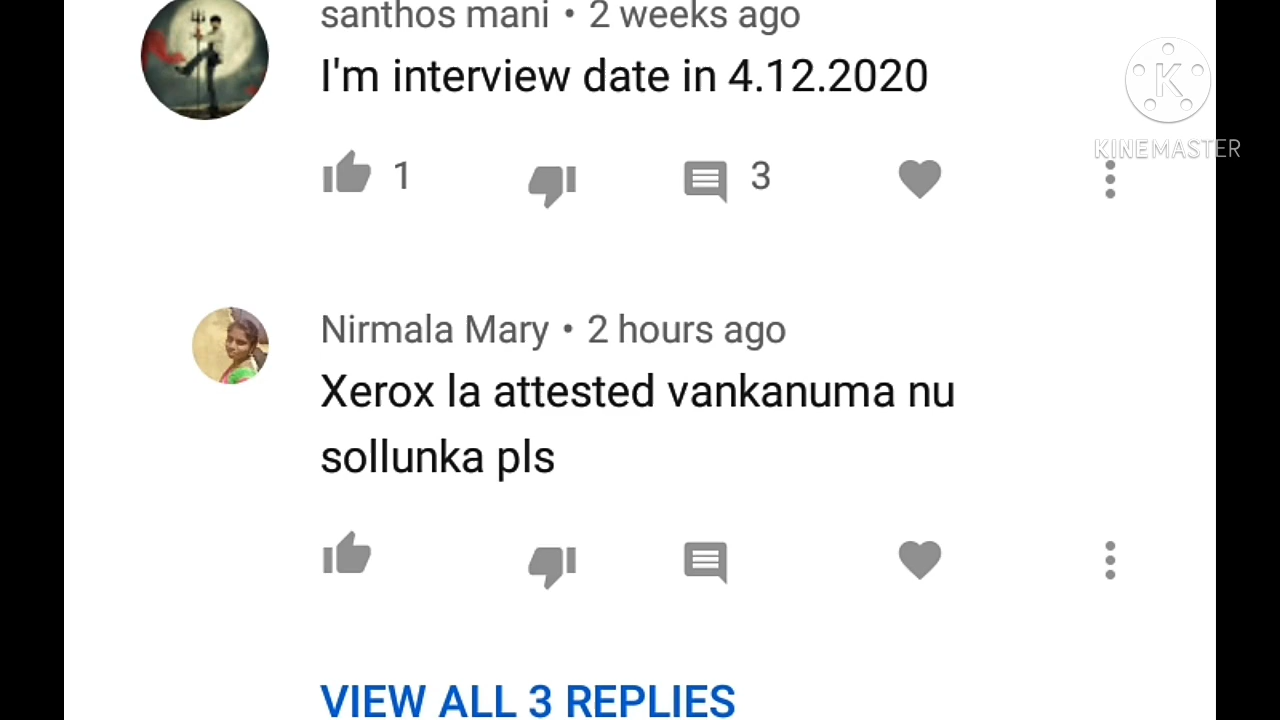 santhos mani • 2 weeks ago
I'm interview date in 4.12.2020
K
KINEMASTER
1
3
Nirmala Mary • 2 hours ago
Xerox la attested vankanuma nu
sollunka pls
VIEW ALL 3 REPLIES